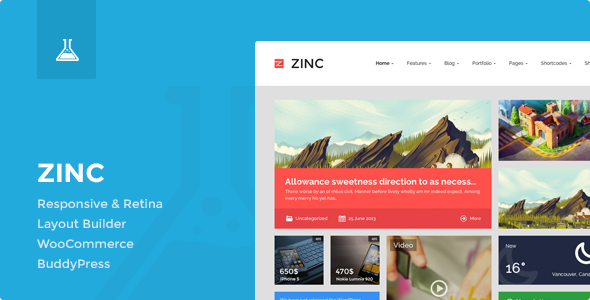 ZINC
Responsive & Retina
Layout Builder
WooCommerce
BuddyPress
ZINC
Home Features Blog Portfolio Pages Shortcodes
Allowance sweetness direction to as necess...
There worse by an of miles civil. Manner before lively wholly am mr indeed expect. Among every merry his yet has...
Uncategorized 25 June 2013 More
650$
iPhone 5
470$
Nokia Lumia 920
Video
Now
16°
Vancouver, Cana